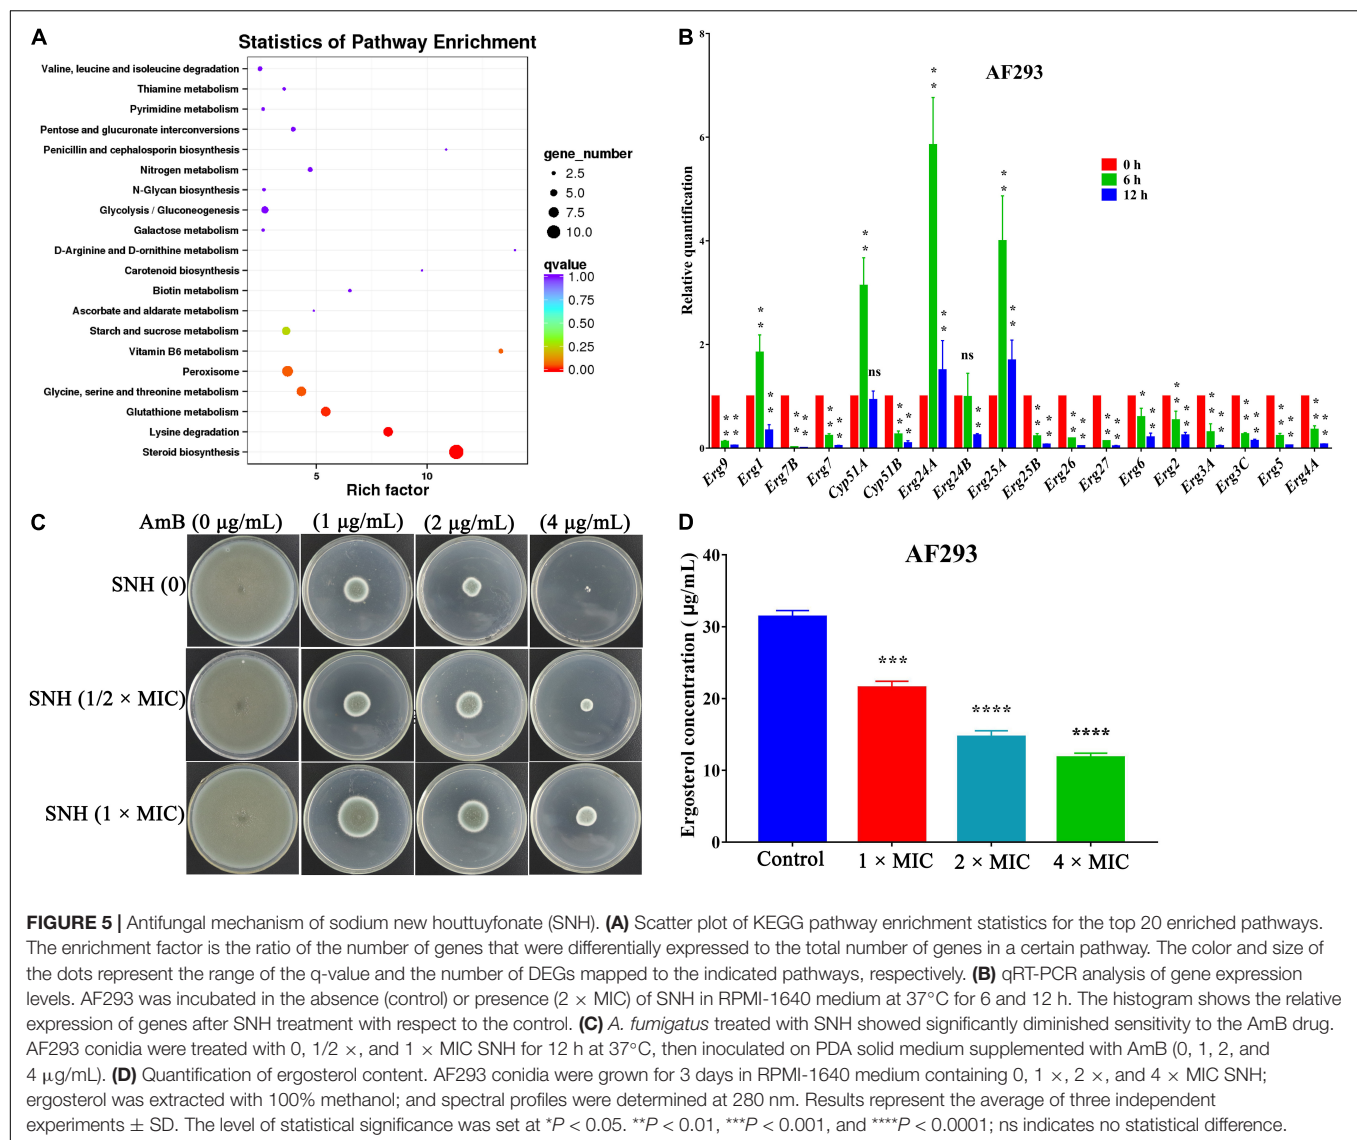 A
Statistics of Pathway Enrichment
Valine, leucine and isoleucine degradation
Thiamine metabolism
Pyrimidine metabolism
Pentose and glucuronate interconversions
Penicillin and cephalosporin biosynthesis
Nitrogen metabolism
N-Glycan biosynthesis
Glycolysis / Gluconeogenesis
Galactose metabolism
D-Arginine and D-ornithine metabolism
Carotenoid biosynthesis
Biotin metabolism
Ascorbate and aldarate metabolism
Starch and sucrose metabolism
Vitamin B6 metabolism
Peroxisome
Glycine, serine and threonine metabolism
Glutathione metabolism
Lysine degradation
Steroid biosynthesis
5 10
Rich factor
gene_number
2.5
5.0
7.5
10.0
qvalue
1.00
0.75
0.50
0.25
0.00
B
AF293
Relative quantification
8
6
4
2
0
0 h
6 h
12 h
* * * * * * * * * * ns * * * * * * * * ns * * * * * * * * * * * * * * * * * * * * * * * * * * * * * * * * * * * * * * * * * * * * *
Erg9 Erg1 Erg7B Erg7 Cyp51A Cyp51B Erg24A Erg24B Erg25A Erg25B Erg26 Erg27 Erg6 Erg2 Erg3A Erg3C Erg5 Erg4A
C
AmB (0 μg/mL) (1 μg/mL) (2 μg/mL) (4 μg/mL)
SNH (0)
SNH (1/2 × MIC)
SNH (1 × MIC)
D
AF293
Ergosterol concentration ( μg/mL)
40
30
20
10
0
*** **** ****
Control 1 × MIC 2 × MIC 4 × MIC
FIGURE 5 | Antifungal mechanism of sodium new houttuyfonate (SNH). (A) Scatter plot of KEGG pathway enrichment statistics for the top 20 enriched pathways.
The enrichment factor is the ratio of the number of genes that were differentially expressed to the total number of genes in a certain pathway. The color and size of
the dots represent the range of the q-value and the number of DEGs mapped to the indicated pathways, respectively. (B) qRT-PCR analysis of gene expression
levels. AF293 was incubated in the absence (control) or presence (2 × MIC) of SNH in RPMI-1640 medium at 37°C for 6 and 12 h. The histogram shows the relative
expression of genes after SNH treatment with respect to the control. (C) A. fumigatus treated with SNH showed significantly diminished sensitivity to the AmB drug.
AF293 conidia were treated with 0, 1/2 ×, and 1 × MIC SNH for 12 h at 37°C, then inoculated on PDA solid medium supplemented with AmB (0, 1, 2, and
4 μg/mL). (D) Quantification of ergosterol content. AF293 conidia were grown for 3 days in RPMI-1640 medium containing 0, 1 ×, 2 ×, and 4 × MIC SNH;
ergosterol was extracted with 100% methanol; and spectral profiles were determined at 280 nm. Results represent the average of three independent
experiments ± SD. The level of statistical significance was set at *P < 0.05. **P < 0.01, ***P < 0.001, and ****P < 0.0001; ns indicates no statistical difference.